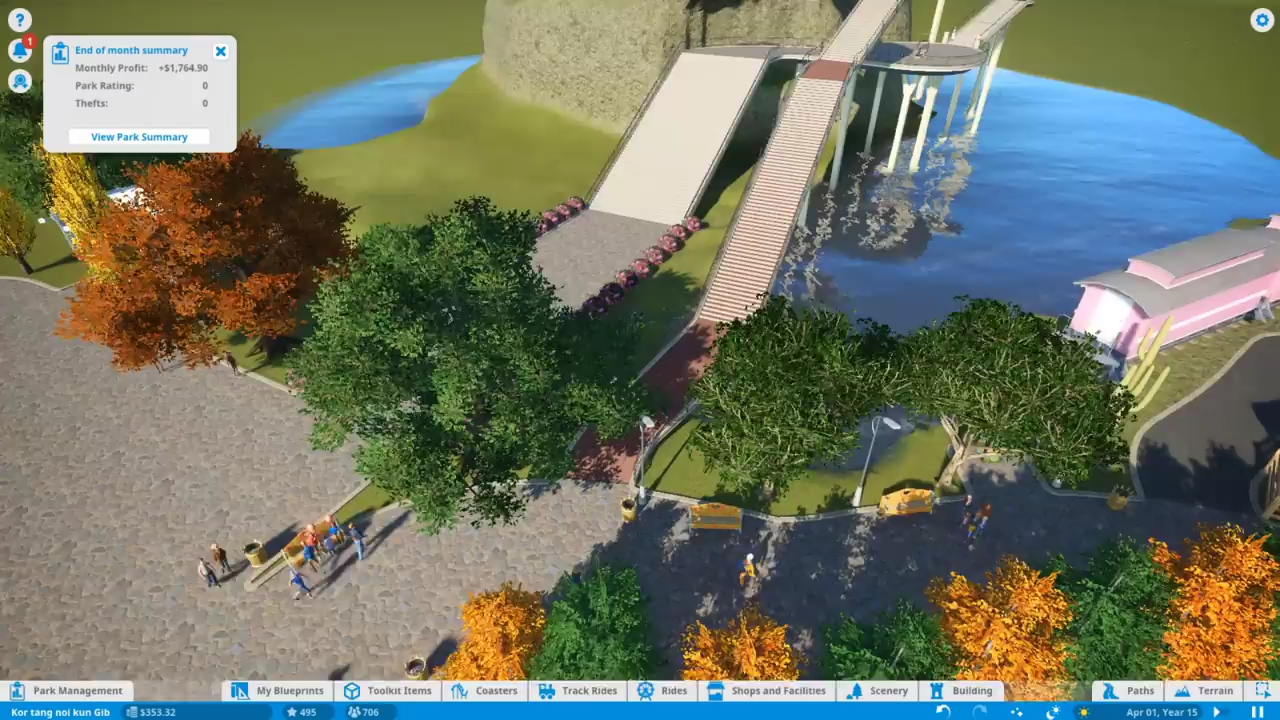 ?
1
End of month summary
Monthly Profit: +$1,764.90
Park Rating: 0
Thefts: 0
View Park Summary
Park Management
My Blueprints
Toolkit Items
Coasters
Track Rides
Rides
Shops and Facilities
Scenery
Building
Paths
Terrain
Kor tang noi kun Gib
$353.32
495
706
Apr 01, Year 15